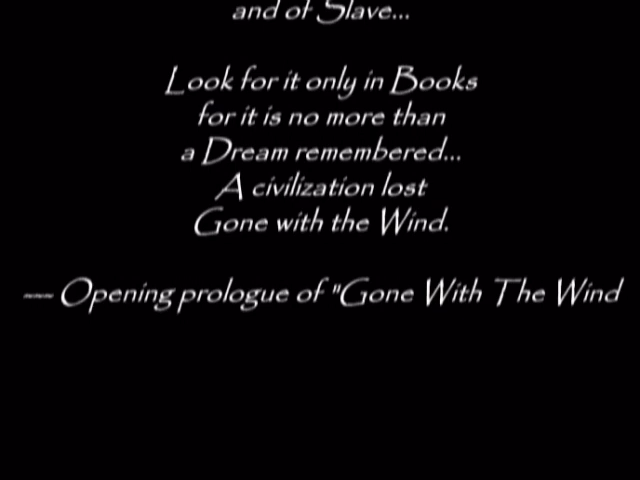 and of Slave...
Look for it only in Books
for it is no more than
a Dream remembered...
A civilization lost
Gone with the Wind.
--- Opening prologue of "Gone With The Wind